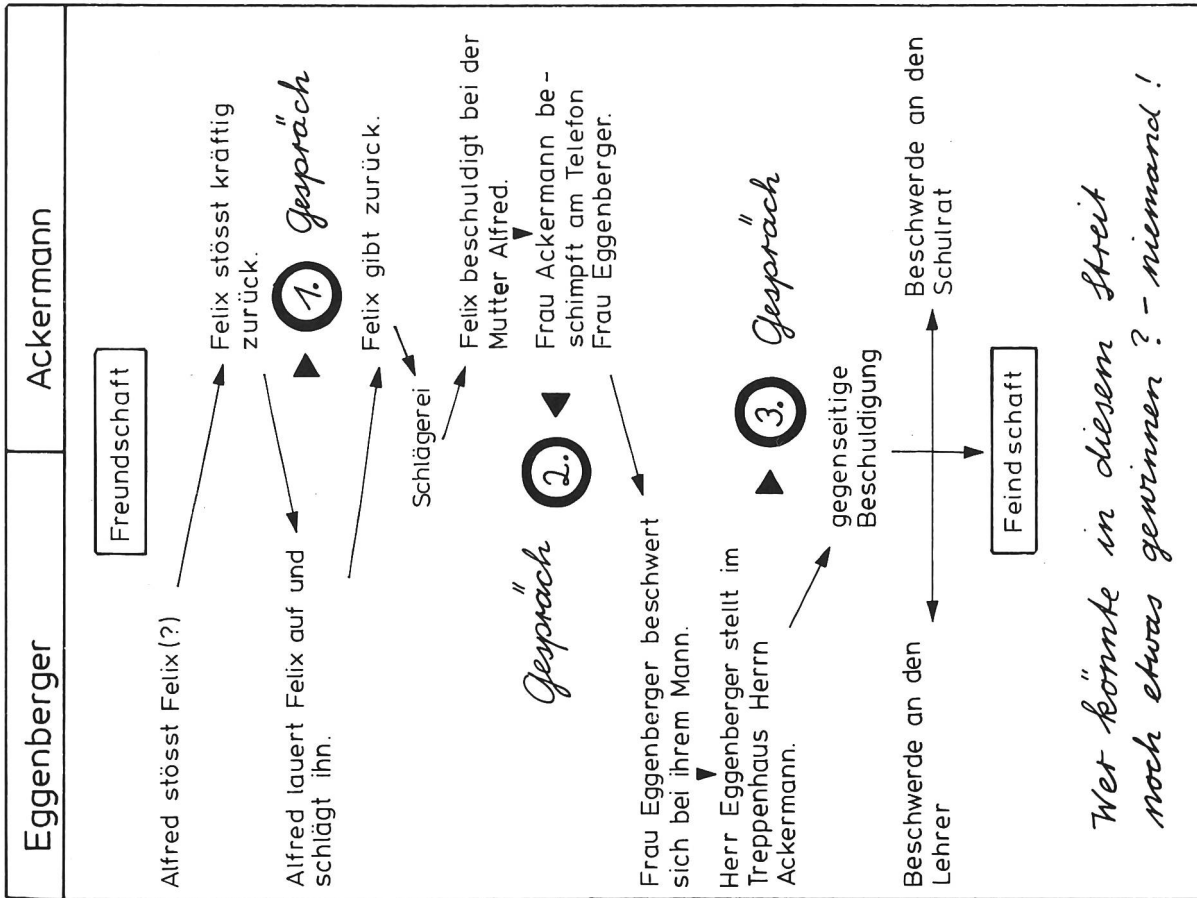 Eggenberger
Ackermann
Freundschaft
Alfred stösst Felix(?)
Felix stösst kräftig
zurück.
Alfred lauert Felix auf und
schlägt ihn.
1. Gespräch
Felix gibt zurück.
Schlägerei
Felix beschuldigt bei der
Mutter Alfred.
Gespräch 2.
Frau Ackermann be-
schimpft am Telefon
Frau Eggenberger.
Frau Eggenberger beschwert
sich bei ihrem Mann.
Herr Eggenberger stellt im
Treppenhaus Herrn
Ackermann.
3. Gespräch
gegenseitige
Beschuldigung
Beschwerde an den
Lehrer
Beschwerde an den
Schulrat
Feindschaft
Wer könnte in diesem Streit
noch etwas gewinnen? - niemand!